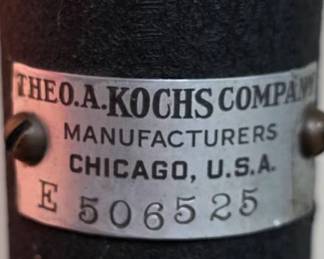 THEO.A.KOCHS COMPANY
MANUFACTURERS
CHICAGO, U.S.A.
E 506525